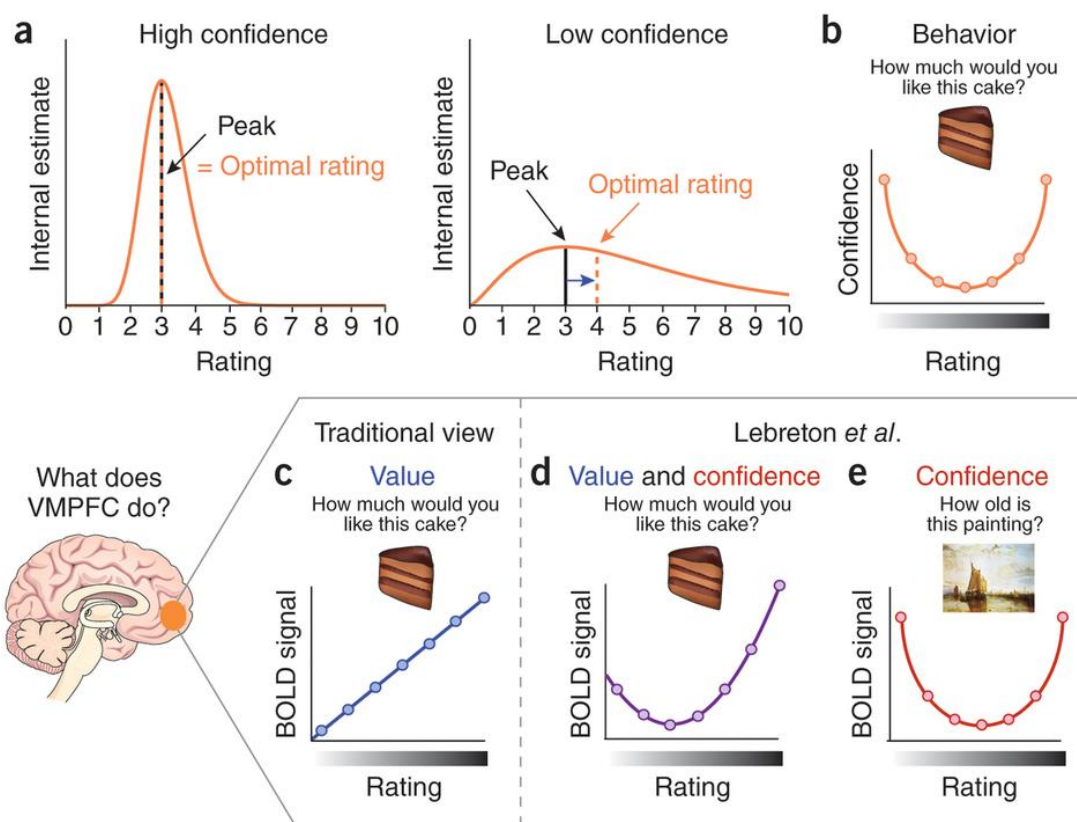 a
High confidence
Internal estimate
Peak
= Optimal rating
0 1 2 3 4 5 6 7 8 9 10
Rating
Low confidence
Internal estimate
Peak
Optimal rating
0 1 2 3 4 5 6 7 8 9 10
Rating
b
Behavior
How much would you
like this cake?
Confidence
Rating
What does
VMPFC do?
Traditional view
c
Value
How much would you
like this cake?
BOLD signal
Rating
Lebreton et al.
d
Value and confidence
How much would you
like this cake?
BOLD signal
Rating
e
Confidence
How old is
this painting?
BOLD signal
Rating